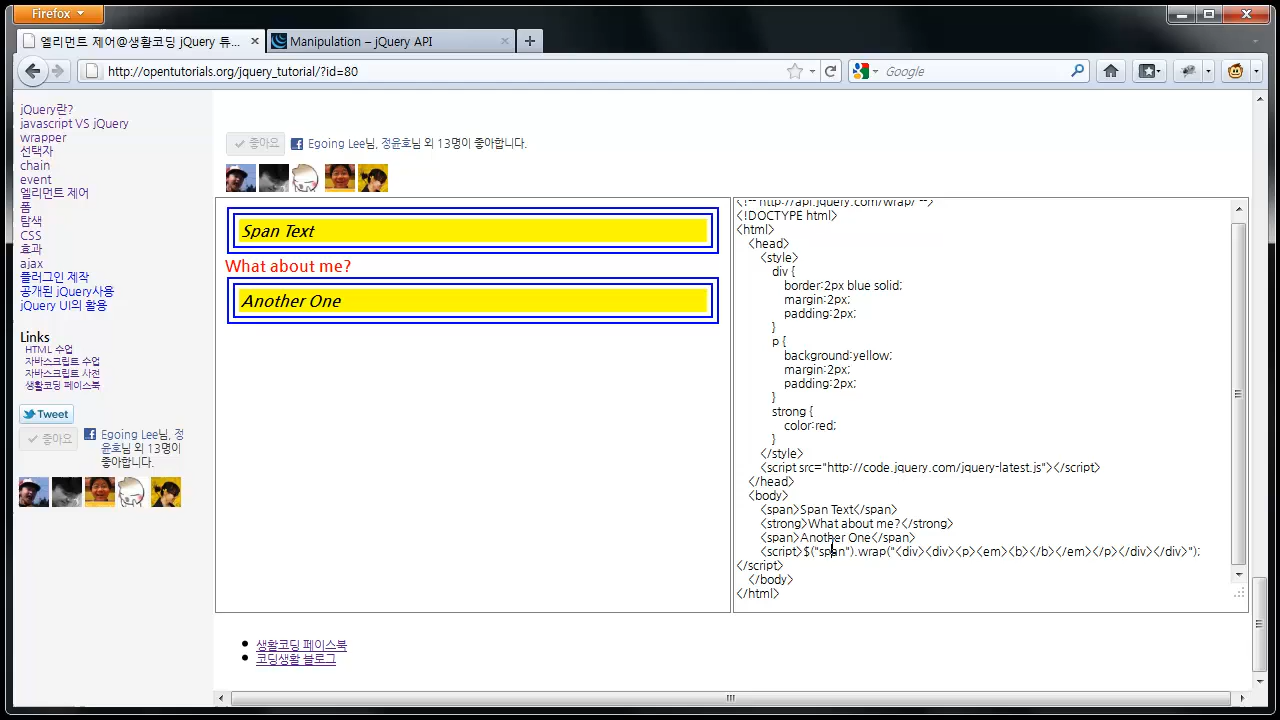 Firefox
엘리먼트 제어@생활코딩 jQuery 튜...
Manipulation – jQuery API
http://opentutorials.org/jquery_tutorial/?id=80
Google
jQuery란?
javascript VS jQuery
wrapper
선택자
chain
event
엘리먼트 제어
폼
탐색
CSS
효과
ajax
플러그인 제작
공개된 jQuery사용
jQuery UI의 활용
Links
HTML 수업
자바스크립트 수업
자바스크립트 사전
생활코딩 페이스북
Tweet
좋아요
Egoing Lee님, 정
윤호님 외 13명이
좋아합니다.
좋아요
Egoing Lee님, 정윤호님 외 13명이 좋아합니다.
Span Text
What about me?
Another One
<!-- http://api.jquery.com/wrap/ -->
<!DOCTYPE html>
<html>
<head>
<style>
div {
border:2px blue solid;
margin:2px;
padding:2px;
}
p {
background:yellow;
margin:2px;
padding:2px;
}
strong {
color:red;
}
</style>
<script src="http://code.jquery.com/jquery-latest.js"></script>
</head>
<body>
<span>Span Text</span>
<strong>What about me?</strong>
<span>Another One</span>
<script>$("span").wrap("<div><div><p><em><b></b></em></p></div></div>");
</script>
</body>
</html>
생활코딩 페이스북
코딩생활 블로그